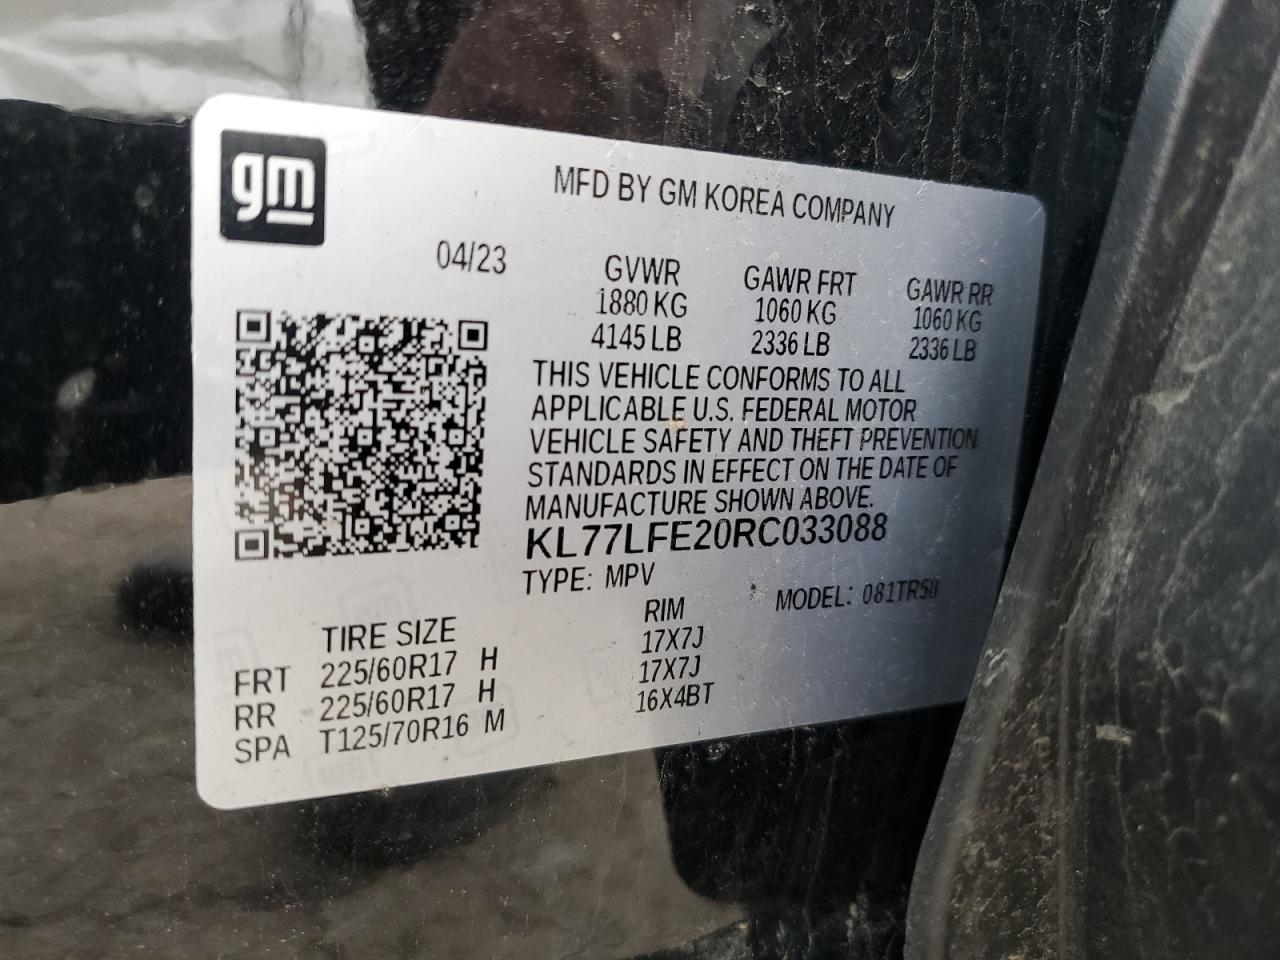 gm
MFD BY GM KOREA COMPANY
04/23
GVWR GAWR FRT GAWR RR
1880 KG 1060 KG 1060 KG
4145 LB 2336 LB 2336 LB
THIS VEHICLE CONFORMS TO ALL
APPLICABLE U.S. FEDERAL MOTOR
VEHICLE SAFETY AND THEFT PREVENTION
STANDARDS IN EFFECT ON THE DATE OF
MANUFACTURE SHOWN ABOVE.
KL77LFE20RC033088
TYPE: MPV MODEL: 081TR58
TIRE SIZE RIM
FRT 225/60R17 H 17X7J
RR 225/60R17 H 17X7J
SPA T125/70R16 M 16X4BT